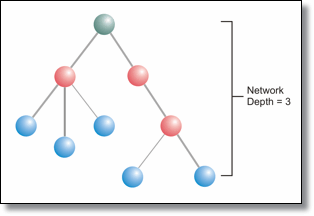 Network
Depth = 3